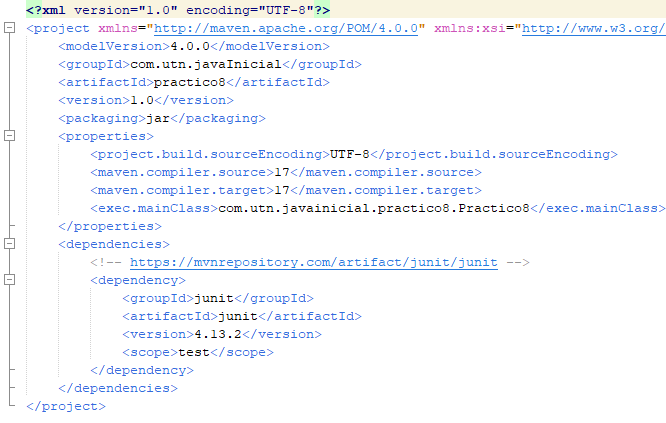 <?xml version="1.0" encoding="UTF-8"?>
<project xmlns="http://maven.apache.org/POM/4.0.0" xmlns:xsi="http://www.w3.org/
<modelVersion>4.0.0</modelVersion>
<groupId>com.utn.javaInicial</groupId>
<artifactId>practico8</artifactId>
<version>1.0</version>
<packaging>jar</packaging>
<properties>
<project.build.sourceEncoding>UTF-8</project.build.sourceEncoding>
<maven.compiler.source>17</maven.compiler.source>
<maven.compiler.target>17</maven.compiler.target>
<exec.mainClass>com.utn.javainicial.practico8.Practico8</exec.mainClass>
</properties>
<dependencies>
<!-- https://mvnrepository.com/artifact/junit/junit -->
<dependency>
<groupId>junit</groupId>
<artifactId>junit</artifactId>
<version>4.13.2</version>
<scope>test</scope>
</dependency>
</dependencies>
</project>